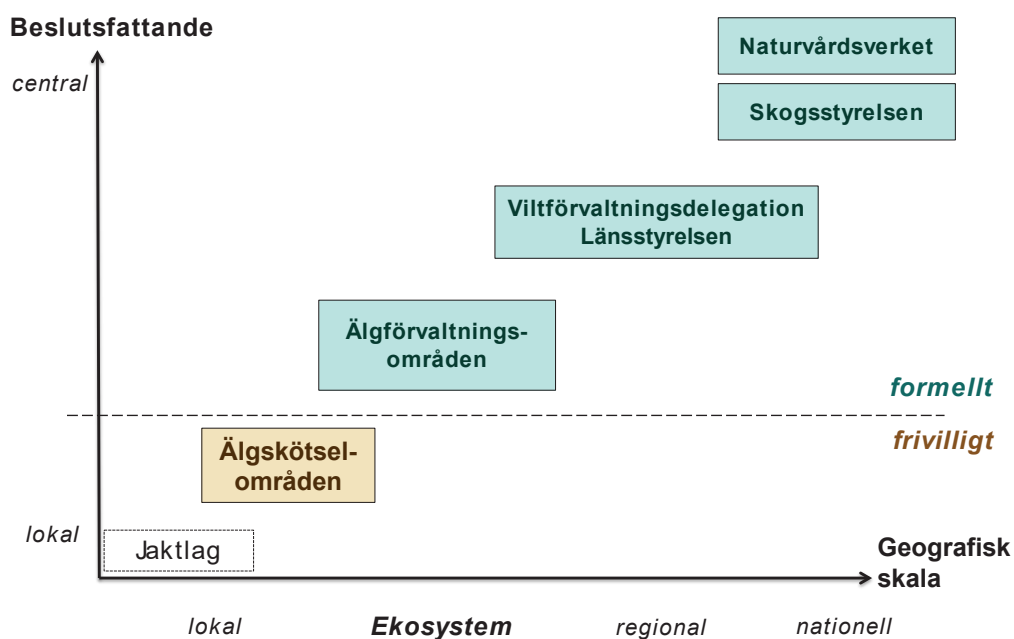 Beslutsfattande
central
Naturvårdsverket
Skogsstyrelsen
Viltförvaltningsdelegation
Länsstyrelsen
Älgförvaltnings-
områden
formellt
frivilligt
Älgskötsel-
områden
lokal
Jaktlag
Geografisk
skala
lokal
Ekosystem
regional
nationell